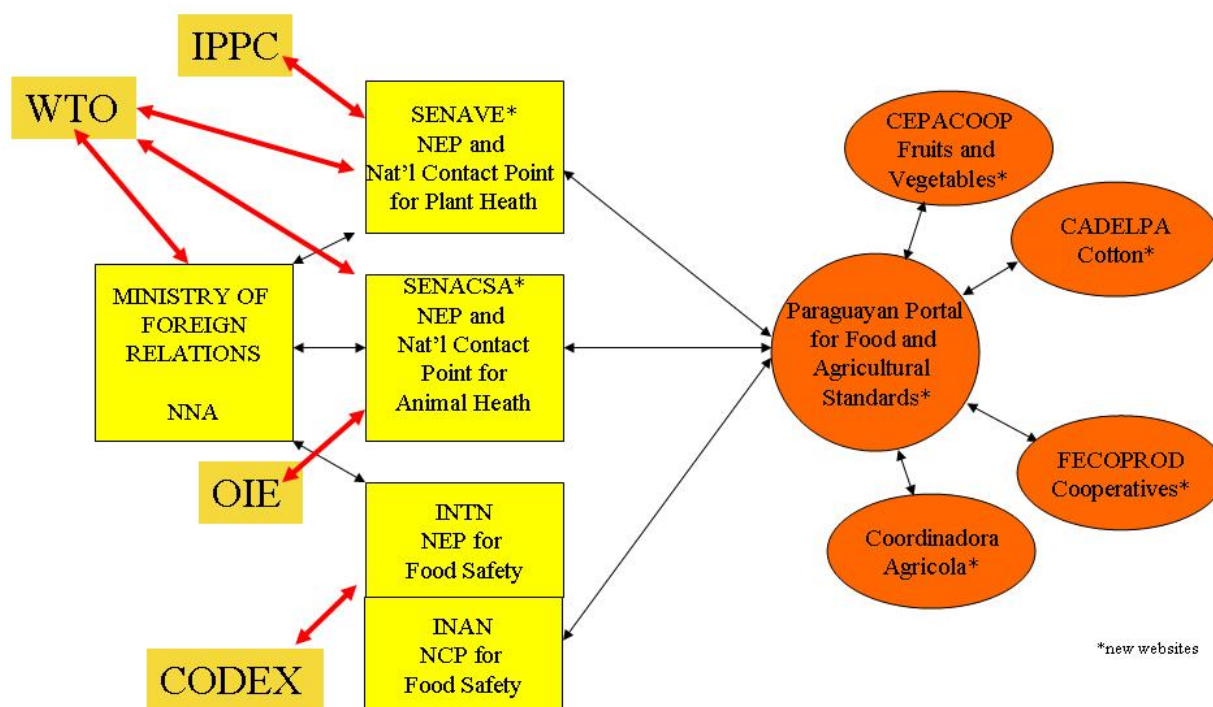 IPPC
WTO
SENAVE*
NEP and
Nat'l Contact Point
for Plant Heath
MINISTRY OF
FOREIGN
RELATIONS
NNA
SENACSA*
NEP and
Nat'l Contact
Point for
Animal Heath
OIE
INTN
NEP for
Food Safety
INAN
NCP for
Food Safety
CODEX
CEPACOOP
Fruits and
Vegetables*
CADELPA
Cotton*
Paraguayan Portal
for Food and
Agricultural
Standards*
FECOPROD
Cooperatives*
Coordinadora
Agricola*
*new websites